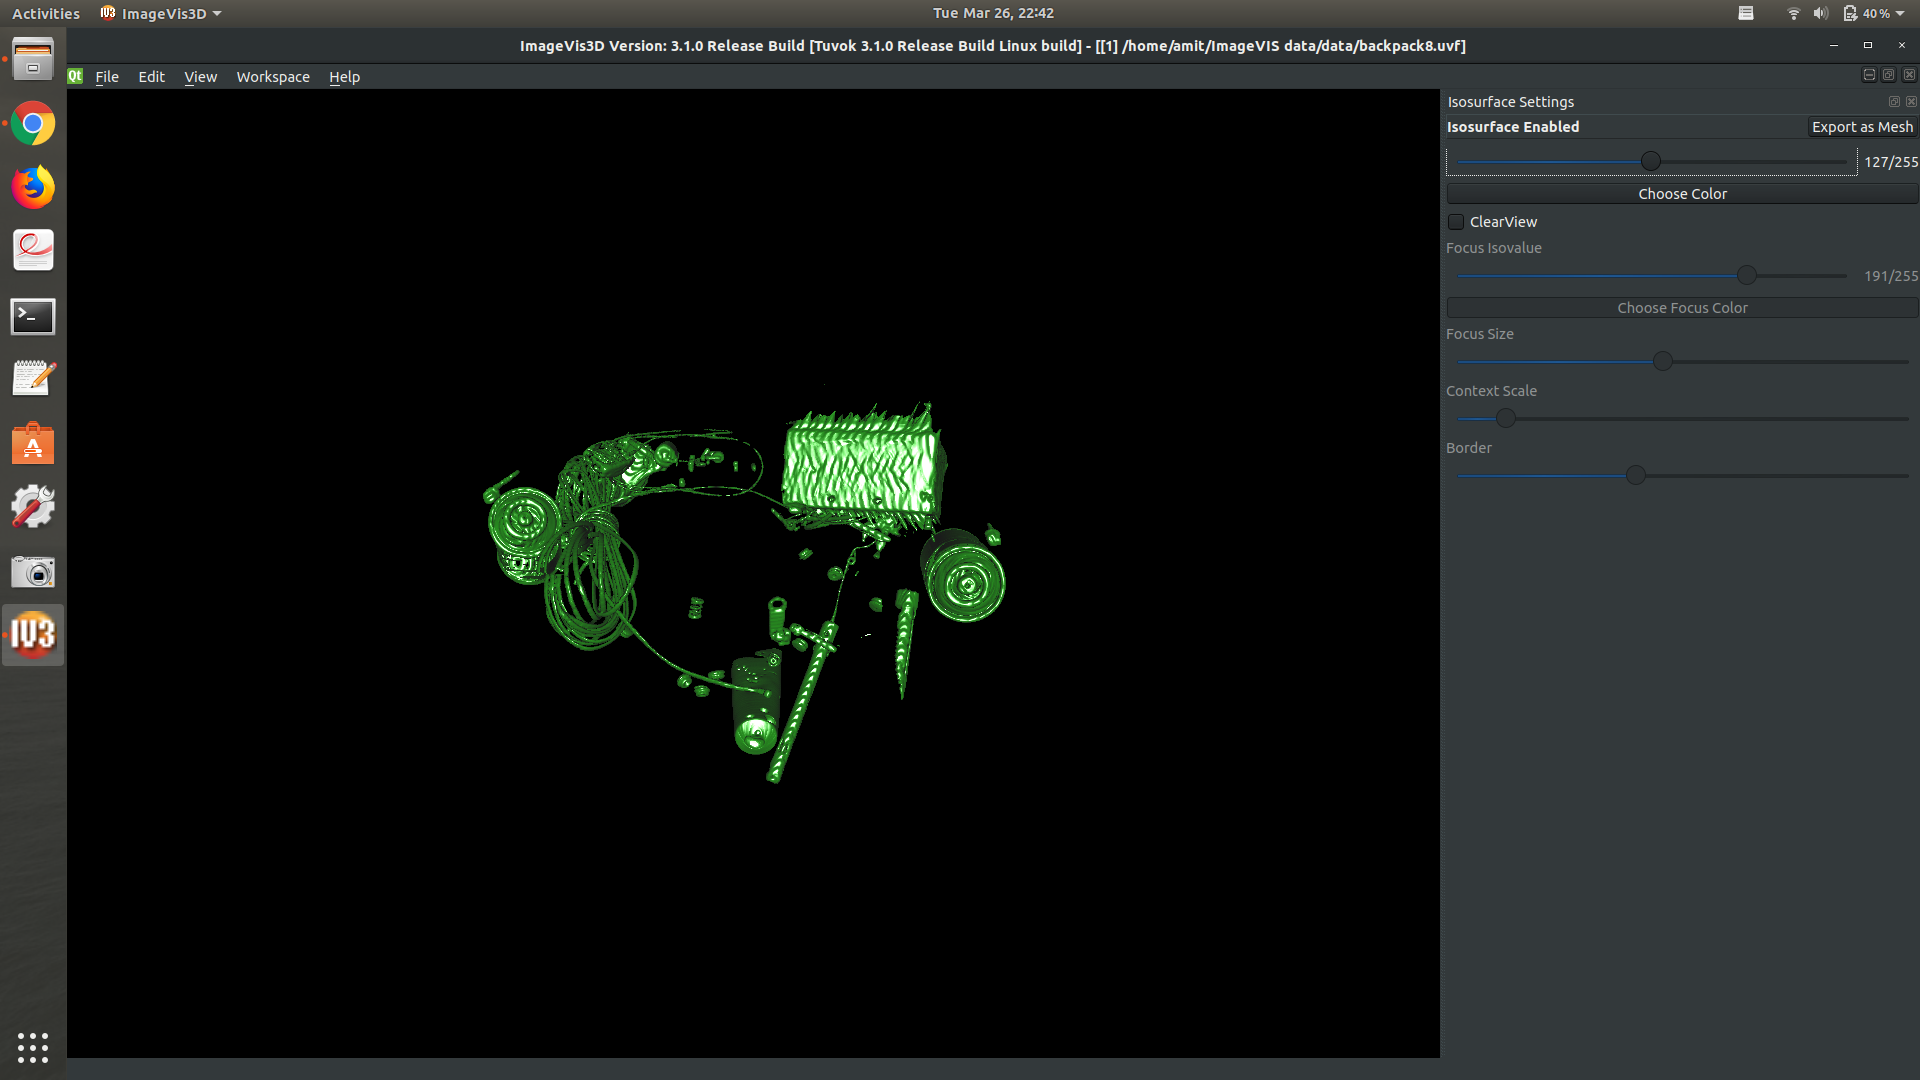 Activities ImageVis3D Tue Mar 26, 22:42 40 %
ImageVis3D Version: 3.1.0 Release Build [Tuvok 3.1.0 Release Build Linux build] - [[1] /home/amit/ImageVIS data/data/backpack8.uvf]
Qt File Edit View Workspace Help
Isosurface Settings
Isosurface Enabled Export as Mesh
127/255
Choose Color
ClearView
Focus Isovalue
191/255
Choose Focus Color
Focus Size
Context Scale
Border
A
IV3